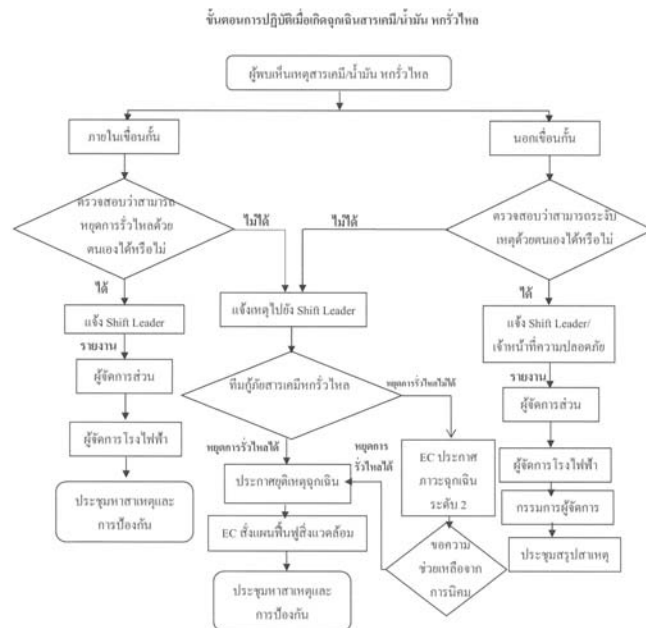 ขั้นตอนการปฏิบัติเมื่อเกิดฉุกเฉินสารเคมี/น้ำมัน หกรั่วไหล
ผู้พบเห็นเหตุสารเคมี/น้ำมัน หกรั่วไหล
ภายในเขื่อนกั้น
นอกเขื่อนกั้น
ตรวจสอบว่าสามารถ
หยุดการรั่วไหลด้วย
ตนเองได้หรือไม่
ไม่ได้
ไม่ได้
ตรวจสอบว่าสามารถระงับ
เหตุด้วยตนเองได้หรือไม่
ได้
ได้
แจ้ง Shift Leader
แจ้งเหตุไปยัง Shift Leader
แจ้ง Shift Leader/
เจ้าหน้าที่ความปลอดภัย
รายงาน
รายงาน
ผู้จัดการส่วน
ทีมกู้ภัยสารเคมีหกรั่วไหล
หยุดการรั่วไหลไม่ได้
ผู้จัดการส่วน
ผู้จัดการโรงไฟฟ้า
หยุดการรั่วไหลได้
หยุดการ
รั่วไหลได้
EC ประกาศ
ภาวะฉุกเฉิน
ระดับ 2
ผู้จัดการโรงไฟฟ้า
ประชุมหาสาเหตุและ
การป้องกัน
ประกาศยุติเหตุฉุกเฉิน
กรรมการผู้จัดการ
EC สั่งแผนฟื้นฟูสิ่งแวดล้อม
ขอความ
ช่วยเหลือจาก
การนิคม
ประชุมสรุปสาเหตุ
ประชุมหาสาเหตุและ
การป้องกัน